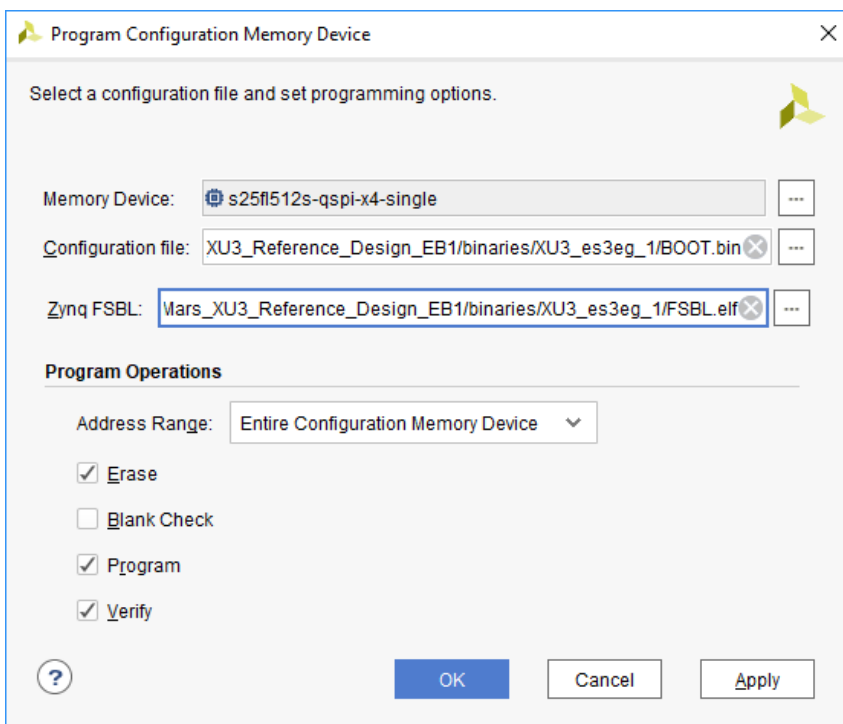 Program Configuration Memory Device
Select a configuration file and set programming options.
Memory Device: s25fl512s-qspi-x4-single ...
Configuration file: XU3_Reference_Design_EB1/binaries/XU3_es3eg_1/BOOT.bin ...
Zynq FSBL: Mars_XU3_Reference_Design_EB1/binaries/XU3_es3eg_1/FSBL.elf ...
Program Operations
Address Range: Entire Configuration Memory Device
Erase
Blank Check
Program
Verify
? OK Cancel Apply